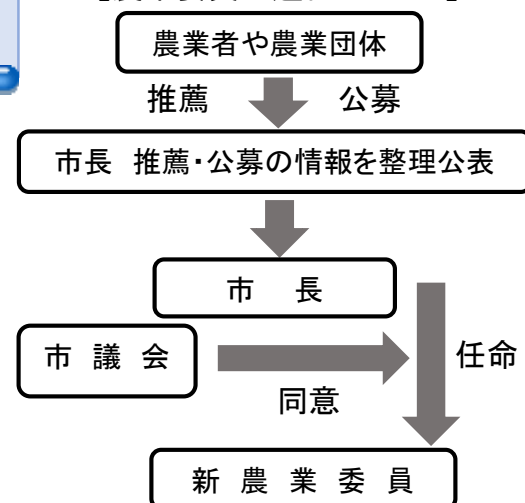 農業者や農業団体
推薦 公募
市長 推薦・公募の情報を整理公表
市 長
市 議 会
任命
同意
新 農 業 委 員